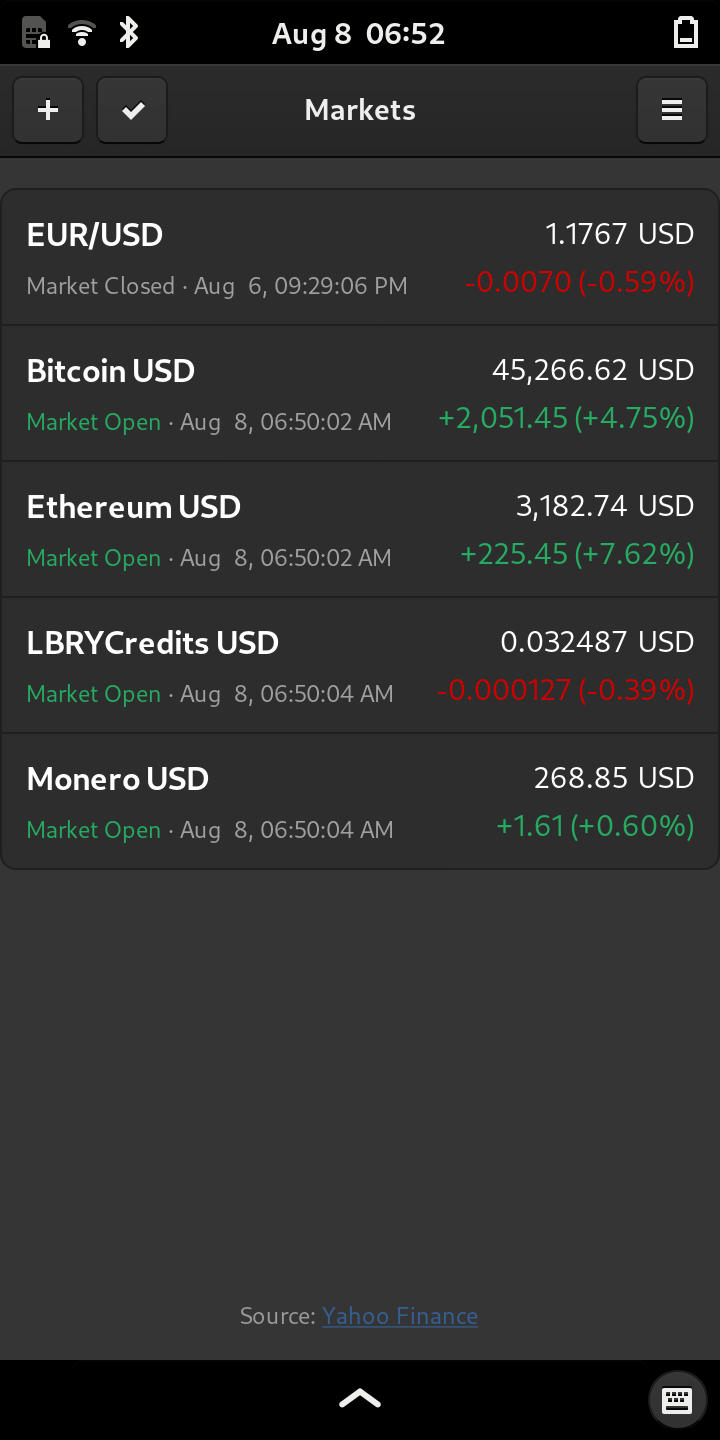 Aug 8  06:52
Markets
EUR/USD
1.1767 USD
Market Closed · Aug  6, 09:29:06 PM
-0.0070 (-0.59%)
Bitcoin USD
45,266.62 USD
Market Open · Aug  8, 06:50:02 AM
+2,051.45 (+4.75%)
Ethereum USD
3,182.74 USD
Market Open · Aug  8, 06:50:02 AM
+225.45 (+7.62%)
LBRYCredits USD
0.032487 USD
Market Open · Aug  8, 06:50:04 AM
-0.000127 (-0.39%)
Monero USD
268.85 USD
Market Open · Aug  8, 06:50:04 AM
+1.61 (+0.60%)
Source: Yahoo Finance